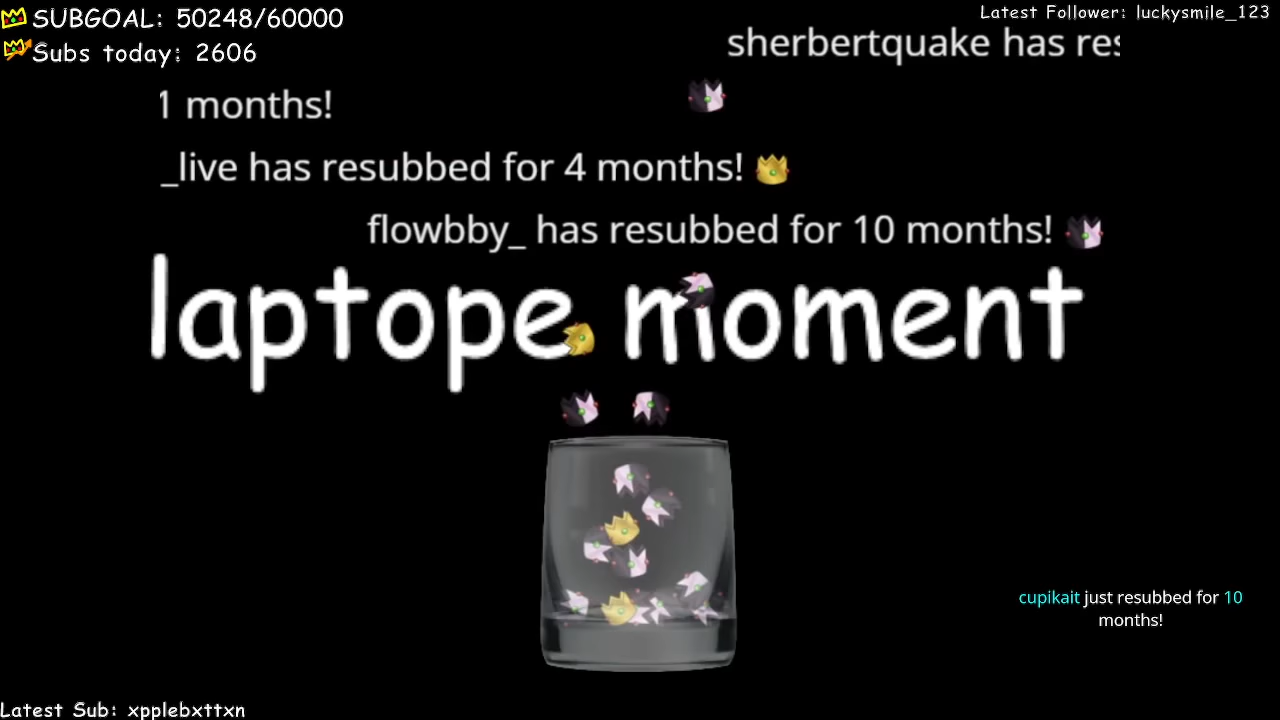 SUBGOAL: 50248/60000
Latest Follower: luckysmile_123
Subs today: 2606
sherbertquake has res
1 months!
_live has resubbed for 4 months!
flowbby_ has resubbed for 10 months!
laptope moment
cupikait just resubbed for 10
months!
Latest Sub: xpplebxttxn